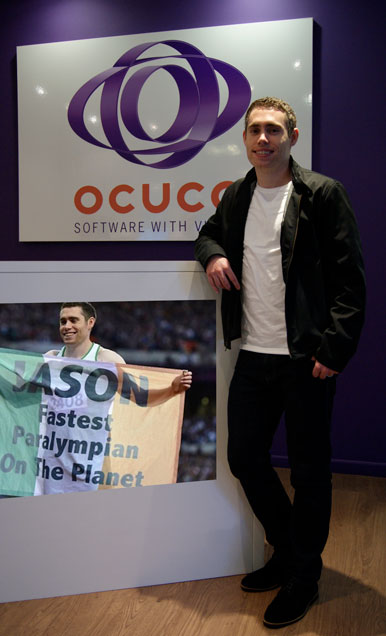 OCUCO
SOFTWARE WITH
JASON
Fastest
Paralympian
On The Planet